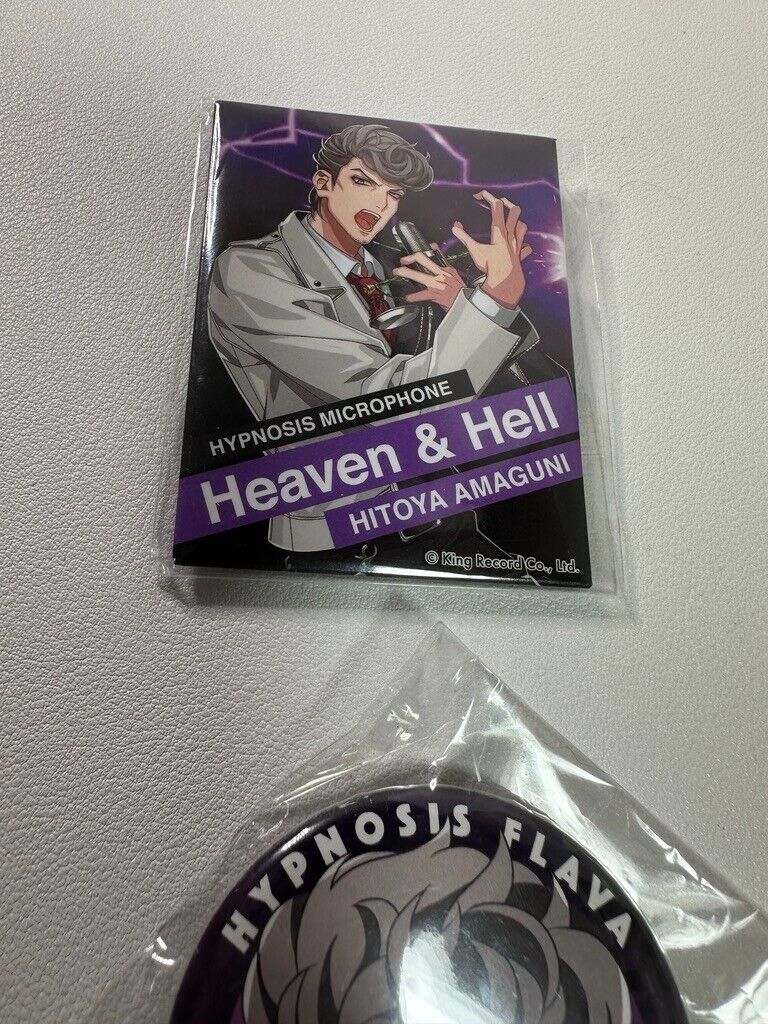 HYPNOSIS MICROPHONE
Heaven & Hell
HITOYA AMAGUNI
© King Record Co., Ltd.
HYPNOSIS FLAVA